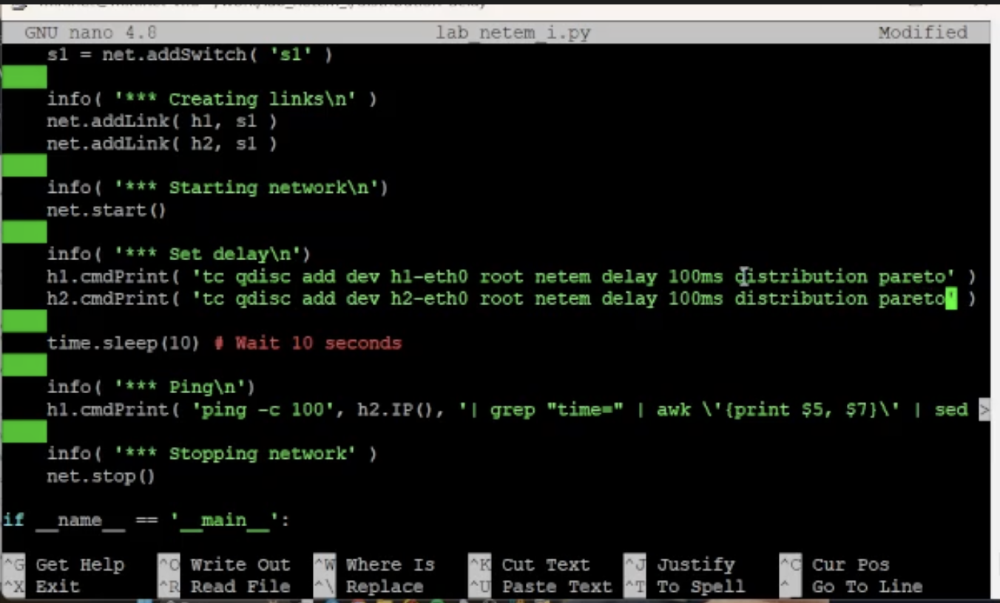 GNU nano 4.8 lab_netem_i.py Modified
s1 = net.addSwitch( 's1' )
info( '*** Creating links\n' )
net.addLink( h1, s1 )
net.addLink( h2, s1 )
info( '*** Starting network\n')
net.start()
info( '*** Set delay\n')
h1.cmdPrint( 'tc qdisc add dev h1-eth0 root netem delay 100ms distribution pareto' )
h2.cmdPrint( 'tc qdisc add dev h2-eth0 root netem delay 100ms distribution pareto' )
time.sleep(10) # Wait 10 seconds
info( '*** Ping\n')
h1.cmdPrint( 'ping -c 100', h2.IP(), '| grep "time=" | awk \'{print $5, $7}\' | sed >
info( '*** Stopping network' )
net.stop()
if __name__ == '__main__':
^G Get Help ^O Write Out ^W Where Is ^K Cut Text ^J Justify ^C Cur Pos
^X Exit ^R Read File ^\ Replace ^U Paste Text ^T To Spell ^_ Go To Line